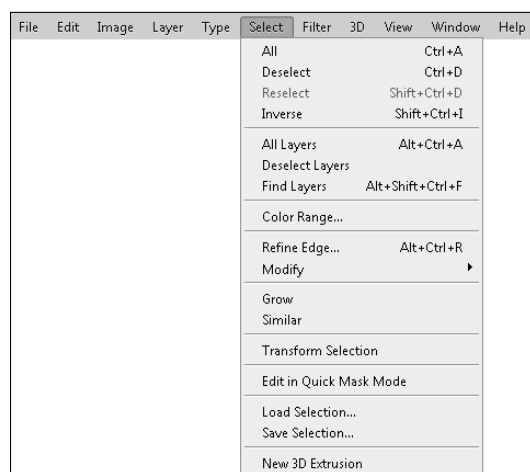 File Edit Image Layer Type Select Filter 3D View Window Help
All Ctrl+A
Deselect Ctrl+D
Reselect Shift+Ctrl+D
Inverse Shift+Ctrl+I
All Layers Alt+Ctrl+A
Deselect Layers
Find Layers Alt+Shift+Ctrl+F
Color Range...
Refine Edge... Alt+Ctrl+R
Modify
Grow
Similar
Transform Selection
Edit in Quick Mask Mode
Load Selection...
Save Selection...
New 3D Extrusion